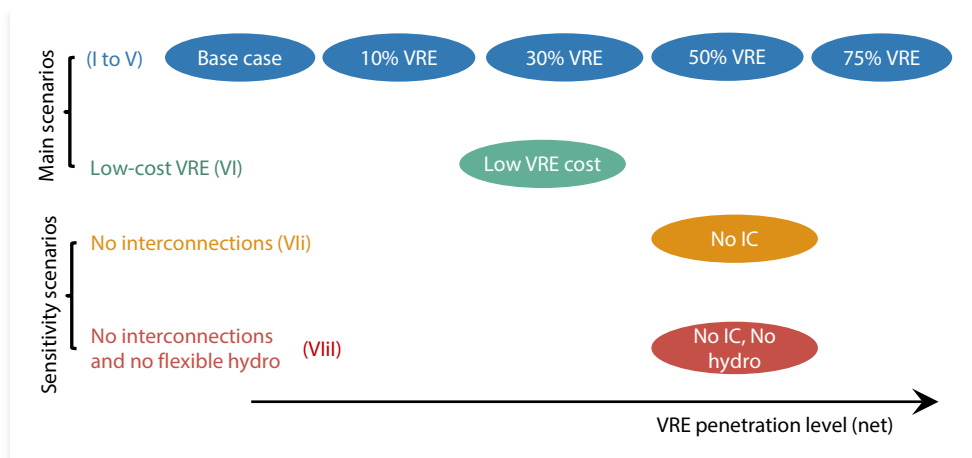 Main scenarios
(I to V)
Base case
10% VRE
30% VRE
50% VRE
75% VRE
Low-cost VRE (VI)
Low VRE cost
Sensitivity scenarios
No interconnections (VIi)
No IC
No interconnections
and no flexible hydro
(VIiI)
No IC, No
hydro
VRE penetration level (net)